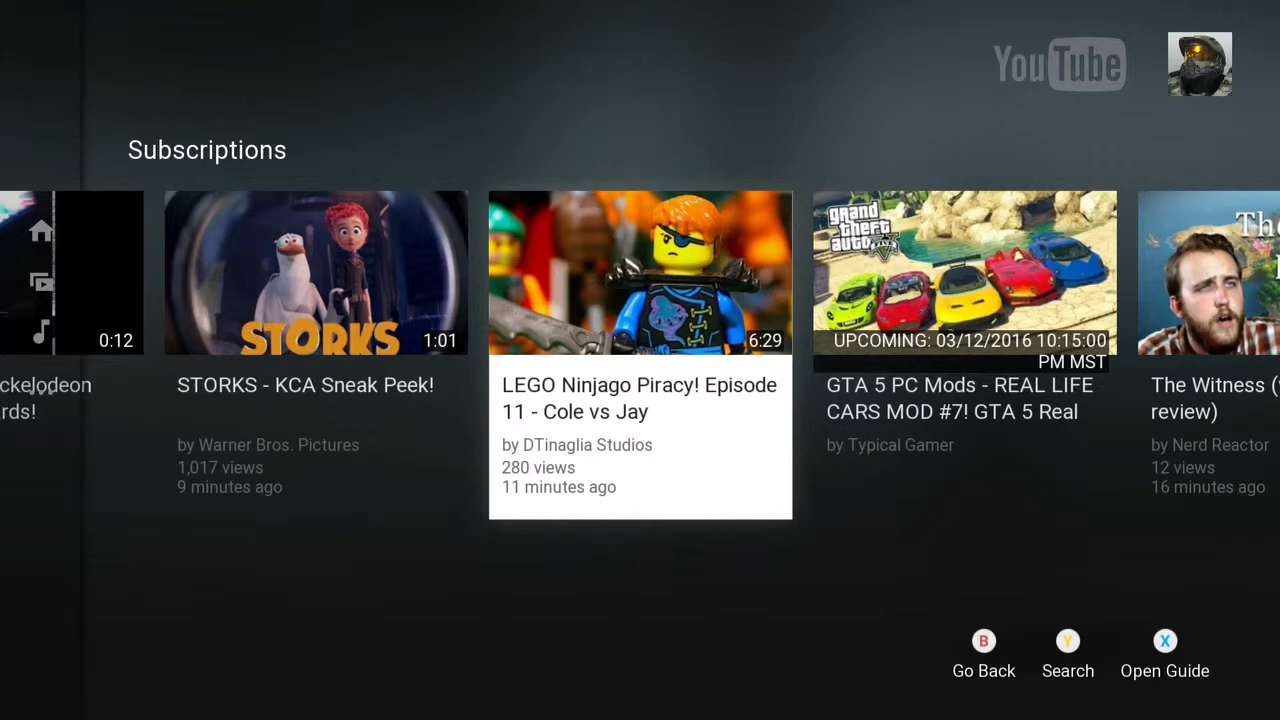 YouTube
Subscriptions
0:12
ckelodeon
rds!
STORKS
1:01
STORKS - KCA Sneak Peek!
by Warner Bros. Pictures
1,017 views
9 minutes ago
6:29
LEGO Ninjago Piracy! Episode
11 - Cole vs Jay
by DTinaglia Studios
280 views
11 minutes ago
grand
theft
auto V
UPCOMING: 03/12/2016 10:15:00
PM MST
GTA 5 PC Mods - REAL LIFE
CARS MOD #7! GTA 5 Real
by Typical Gamer
The Witness (
review)
by Nerd Reactor
12 views
16 minutes ago
B
Y
X
Go Back
Search
Open Guide